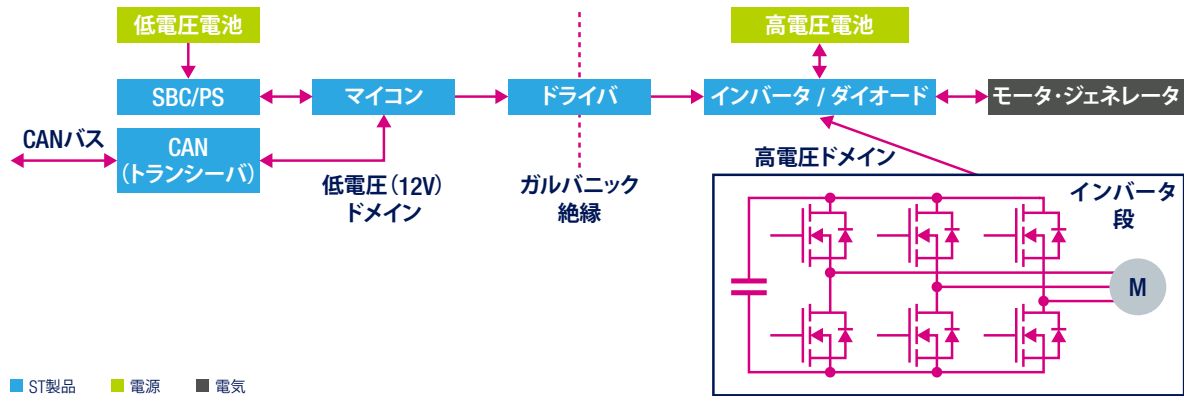 低電圧電池
高電圧電池
SBC/PS
マイコン
ドライバ
インバータ / ダイオード
モータ・ジェネレータ
CANバス
CAN
(トランシーバ)
低電圧(12V)
ドメイン
ガルバニック
絶縁
高電圧ドメイン
インバータ
段
M
ST製品
電源
電気